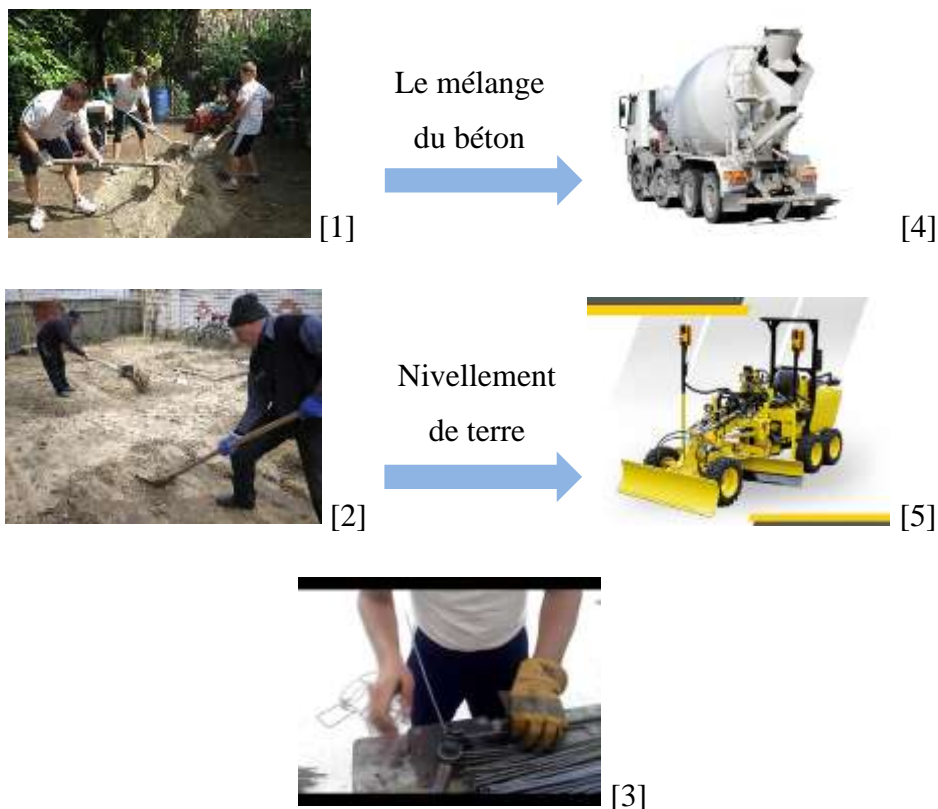 Le mélange
du béton
[1]
[4]
Nivellement
de terre
[2]
[5]
[3]